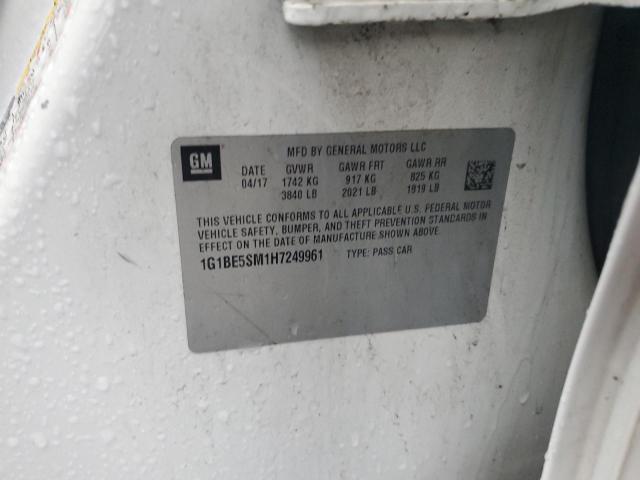 GM
MFD BY GENERAL MOTORS LLC
DATE GVWR GAWR FRT GAWR RR
04/17 1742 KG 917 KG 825 KG
3840 LB 2021 LB 1819 LB
THIS VEHICLE CONFORMS TO ALL APPLICABLE U.S. FEDERAL MOTOR
VEHICLE SAFETY, BUMPER, AND THEFT PREVENTION STANDARDS IN
EFFECT ON THE DATE OF MANUFACTURE SHOWN ABOVE.
1G1BE5SM1H7249961 TYPE: PASS CAR